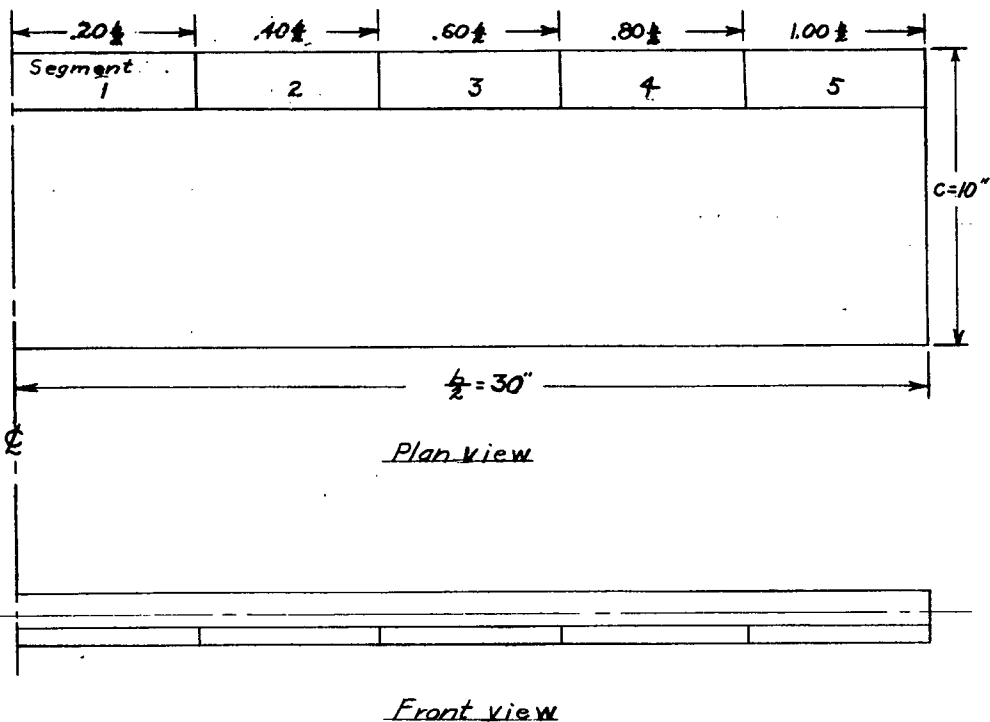 .20 b/2 .40 b/2 .60 b/2 .80 b/2 1.00 b/2
Segment
1 2 3 4 5
c=10"
b/2 = 30"
℄
Plan view
Front view